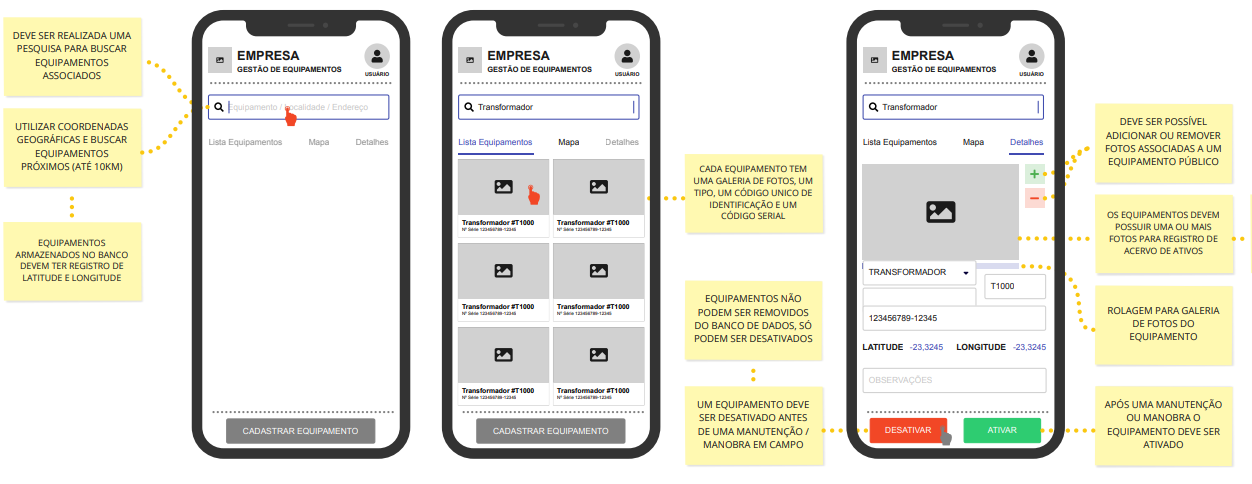 DEVE SER REALIZADA UMA
PESQUISA PARA BUSCAR
EQUIPAMENTOS
ASSOCIADOS
UTILIZAR COORDENADAS
GEOGRÁFICAS E BUSCAR
EQUIPAMENTOS
PRÓXIMOS (ATÉ 10KM)
EQUIPAMENTOS
ARMAZENADOS NO BANCO
DEVEM TER REGISTRO DE
LATITUDE E LONGITUDE
EMPRESA
GESTÃO DE EQUIPAMENTOS
USUÁRIO
Equipamento / Localidade / Endereço
Lista Equipamentos Mapa Detalhes
CADASTRAR EQUIPAMENTO
EMPRESA
GESTÃO DE EQUIPAMENTOS
USUÁRIO
Transformador
Lista Equipamentos Mapa Detalhes
Transformador #T1000 Transformador #T1000
Nº Série 123456789-12345 Nº Série 123456789-12345
Transformador #T1000 Transformador #T1000
Nº Série 123456789-12345 Nº Série 123456789-12345
Transformador #T1000 Transformador #T1000
Nº Série 123456789-12345 Nº Série 123456789-12345
CADASTRAR EQUIPAMENTO
CADA EQUIPAMENTO TEM
UMA GALERIA DE FOTOS, UM
TIPO, UM CÓDIGO UNICO DE
IDENTIFICAÇÃO E UM
CÓDIGO SERIAL
EQUIPAMENTOS NÃO
PODEM SER REMOVIDOS
DO BANCO DE DADOS, SÓ
PODEM SER DESATIVADOS
UM EQUIPAMENTO DEVE
SER DESATIVADO ANTES
DE UMA MANUTENÇÃO /
MANOBRA EM CAMPO
EMPRESA
GESTÃO DE EQUIPAMENTOS
USUÁRIO
Transformador
Lista Equipamentos Mapa Detalhes
TRANSFORMADOR
T1000
123456789-12345
LATITUDE -23,3245 LONGITUDE -23,3245
OBSERVAÇÕES
DESATIVAR ATIVAR
DEVE SER POSSÍVEL
ADICIONAR OU REMOVER
FOTOS ASSOCIADAS A UM
EQUIPAMENTO PÚBLICO
OS EQUIPAMENTOS DEVEM
POSSUIR UMA OU MAIS
FOTOS PARA REGISTRO DE
ACERVO DE ATIVOS
ROLAGEM PARA GALERIA
DE FOTOS DO
EQUIPAMENTO
APÓS UMA MANUTENÇÃO
OU MANOBRA O
EQUIPAMENTO DEVE SER
ATIVADO